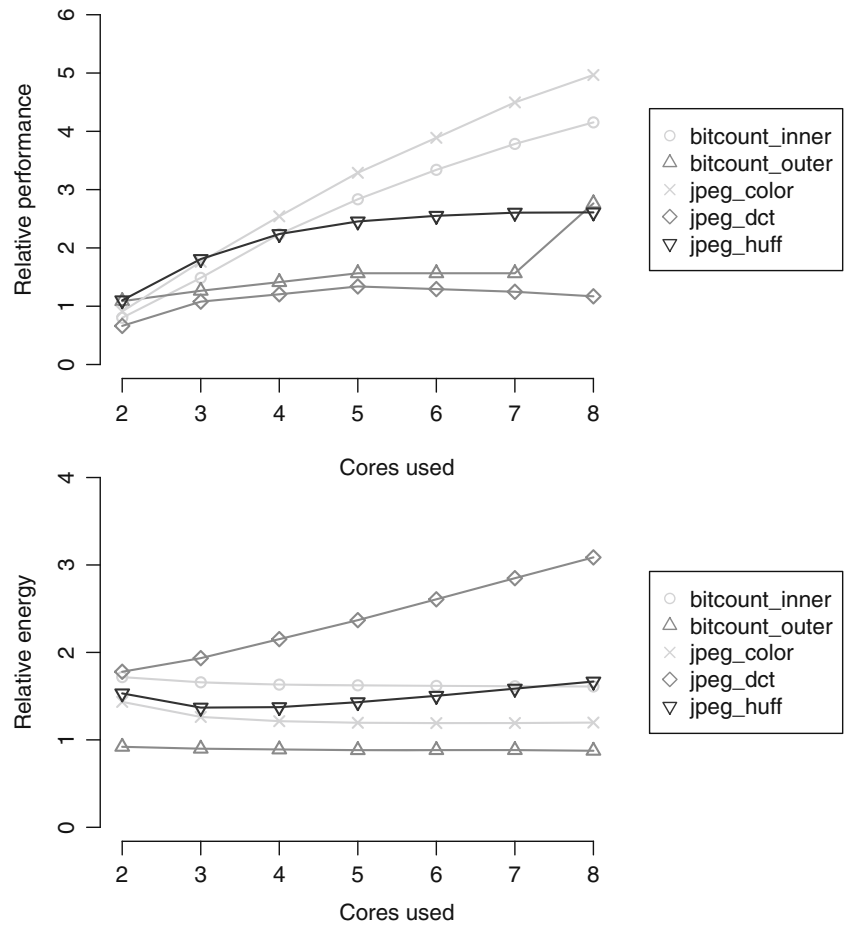 6
5
4
3
2
1
0
Relative performance
2 3 4 5 6 7 8
Cores used
bitcount_inner
bitcount_outer
jpeg_color
jpeg_dct
jpeg_huff
4
3
2
1
0
Relative energy
2 3 4 5 6 7 8
Cores used
bitcount_inner
bitcount_outer
jpeg_color
jpeg_dct
jpeg_huff